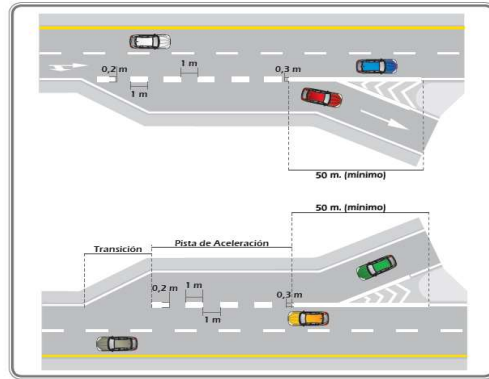 0,2 m
1 m
1 m
0,3 m
50 m. (mínimo)
50 m. (mínimo)
Transición
Pista de Aceleración
0,2 m
1 m
1 m
0,3 m